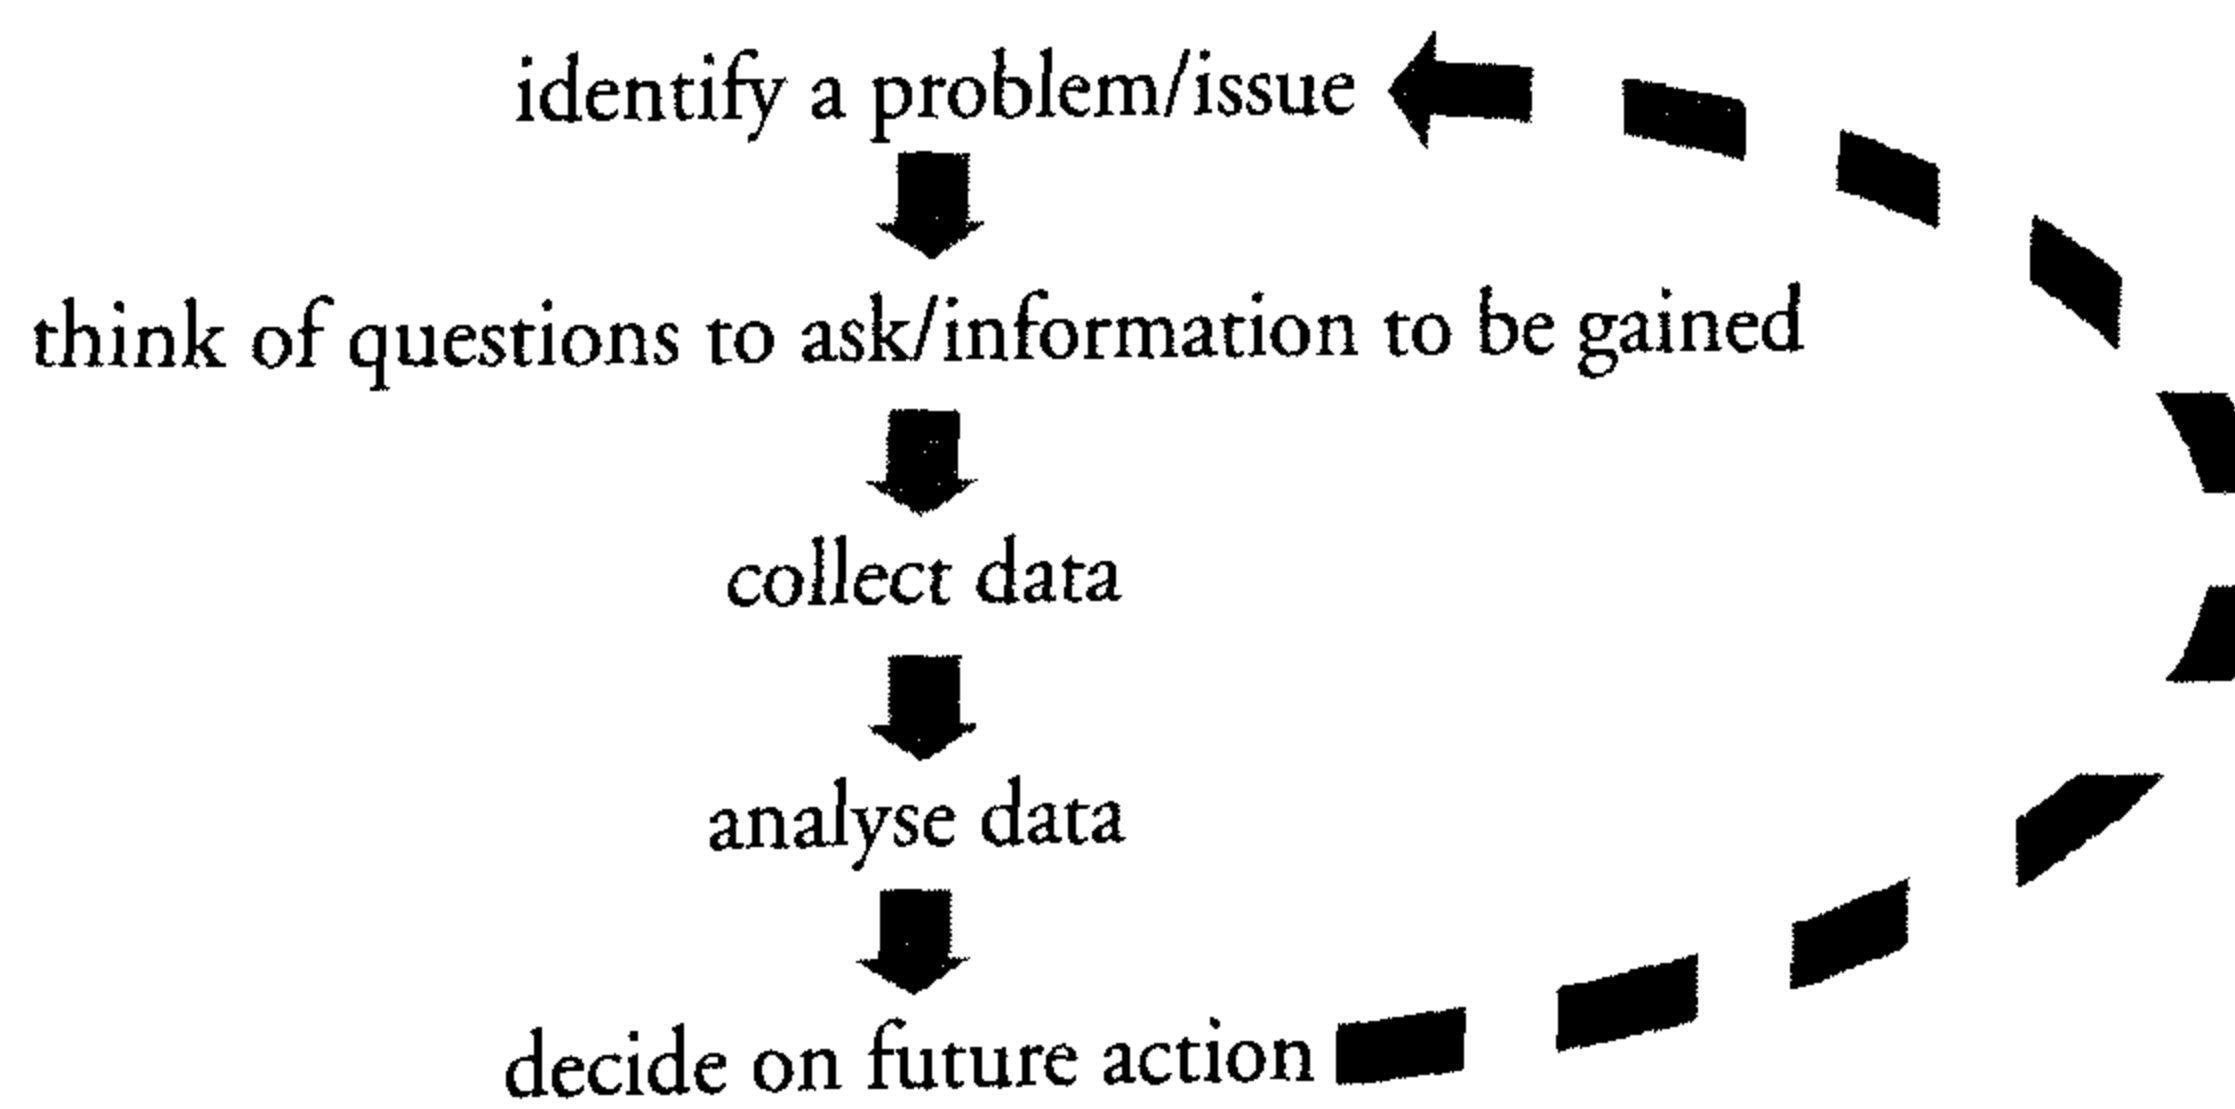 identify a problem/issue
think of questions to ask/information to be gained
collect data
analyse data
decide on future action